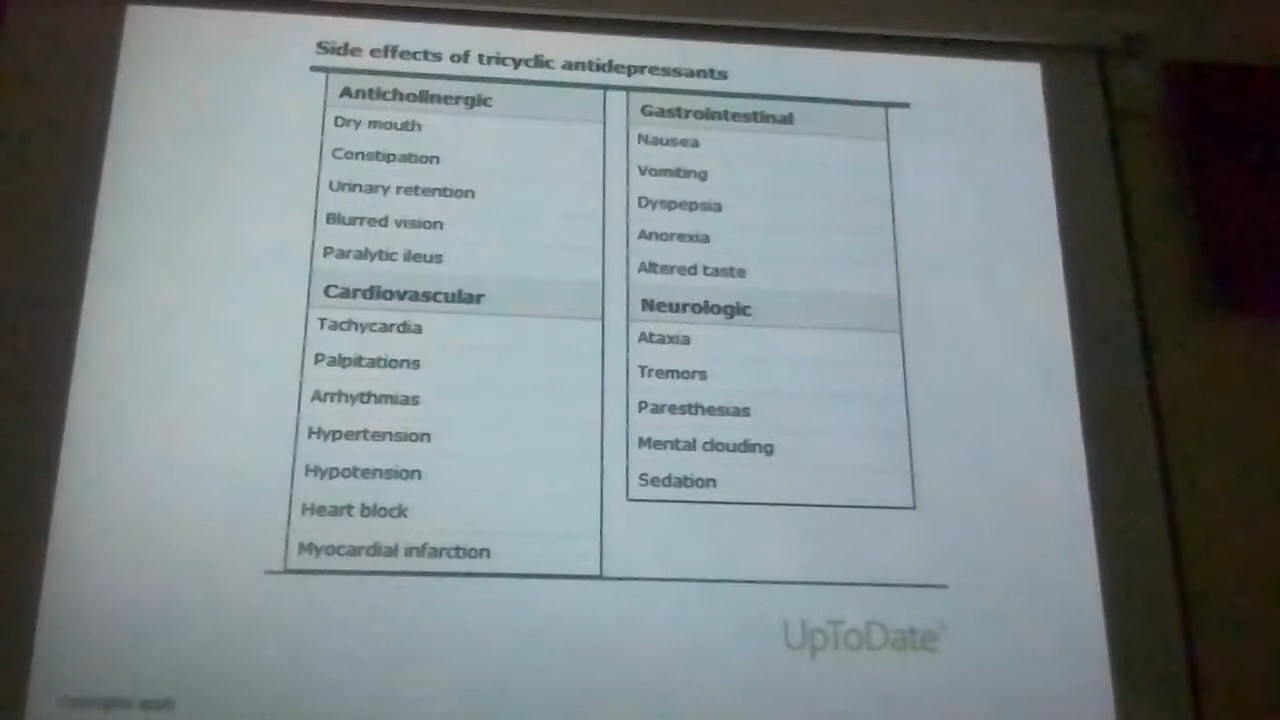 Side effects of tricyclic antidepressants
Anticholinergic
Dry mouth
Constipation
Urinary retention
Blurred vision
Paralytic ileus
Cardiovascular
Tachycardia
Palpitations
Arrhythmias
Hypertension
Hypotension
Heart block
Myocardial infarction
Gastrointestinal
Nausea
Vomiting
Dyspepsia
Anorexia
Altered taste
Neurologic
Ataxia
Tremors
Paresthesias
Mental clouding
Sedation
UpToDate®